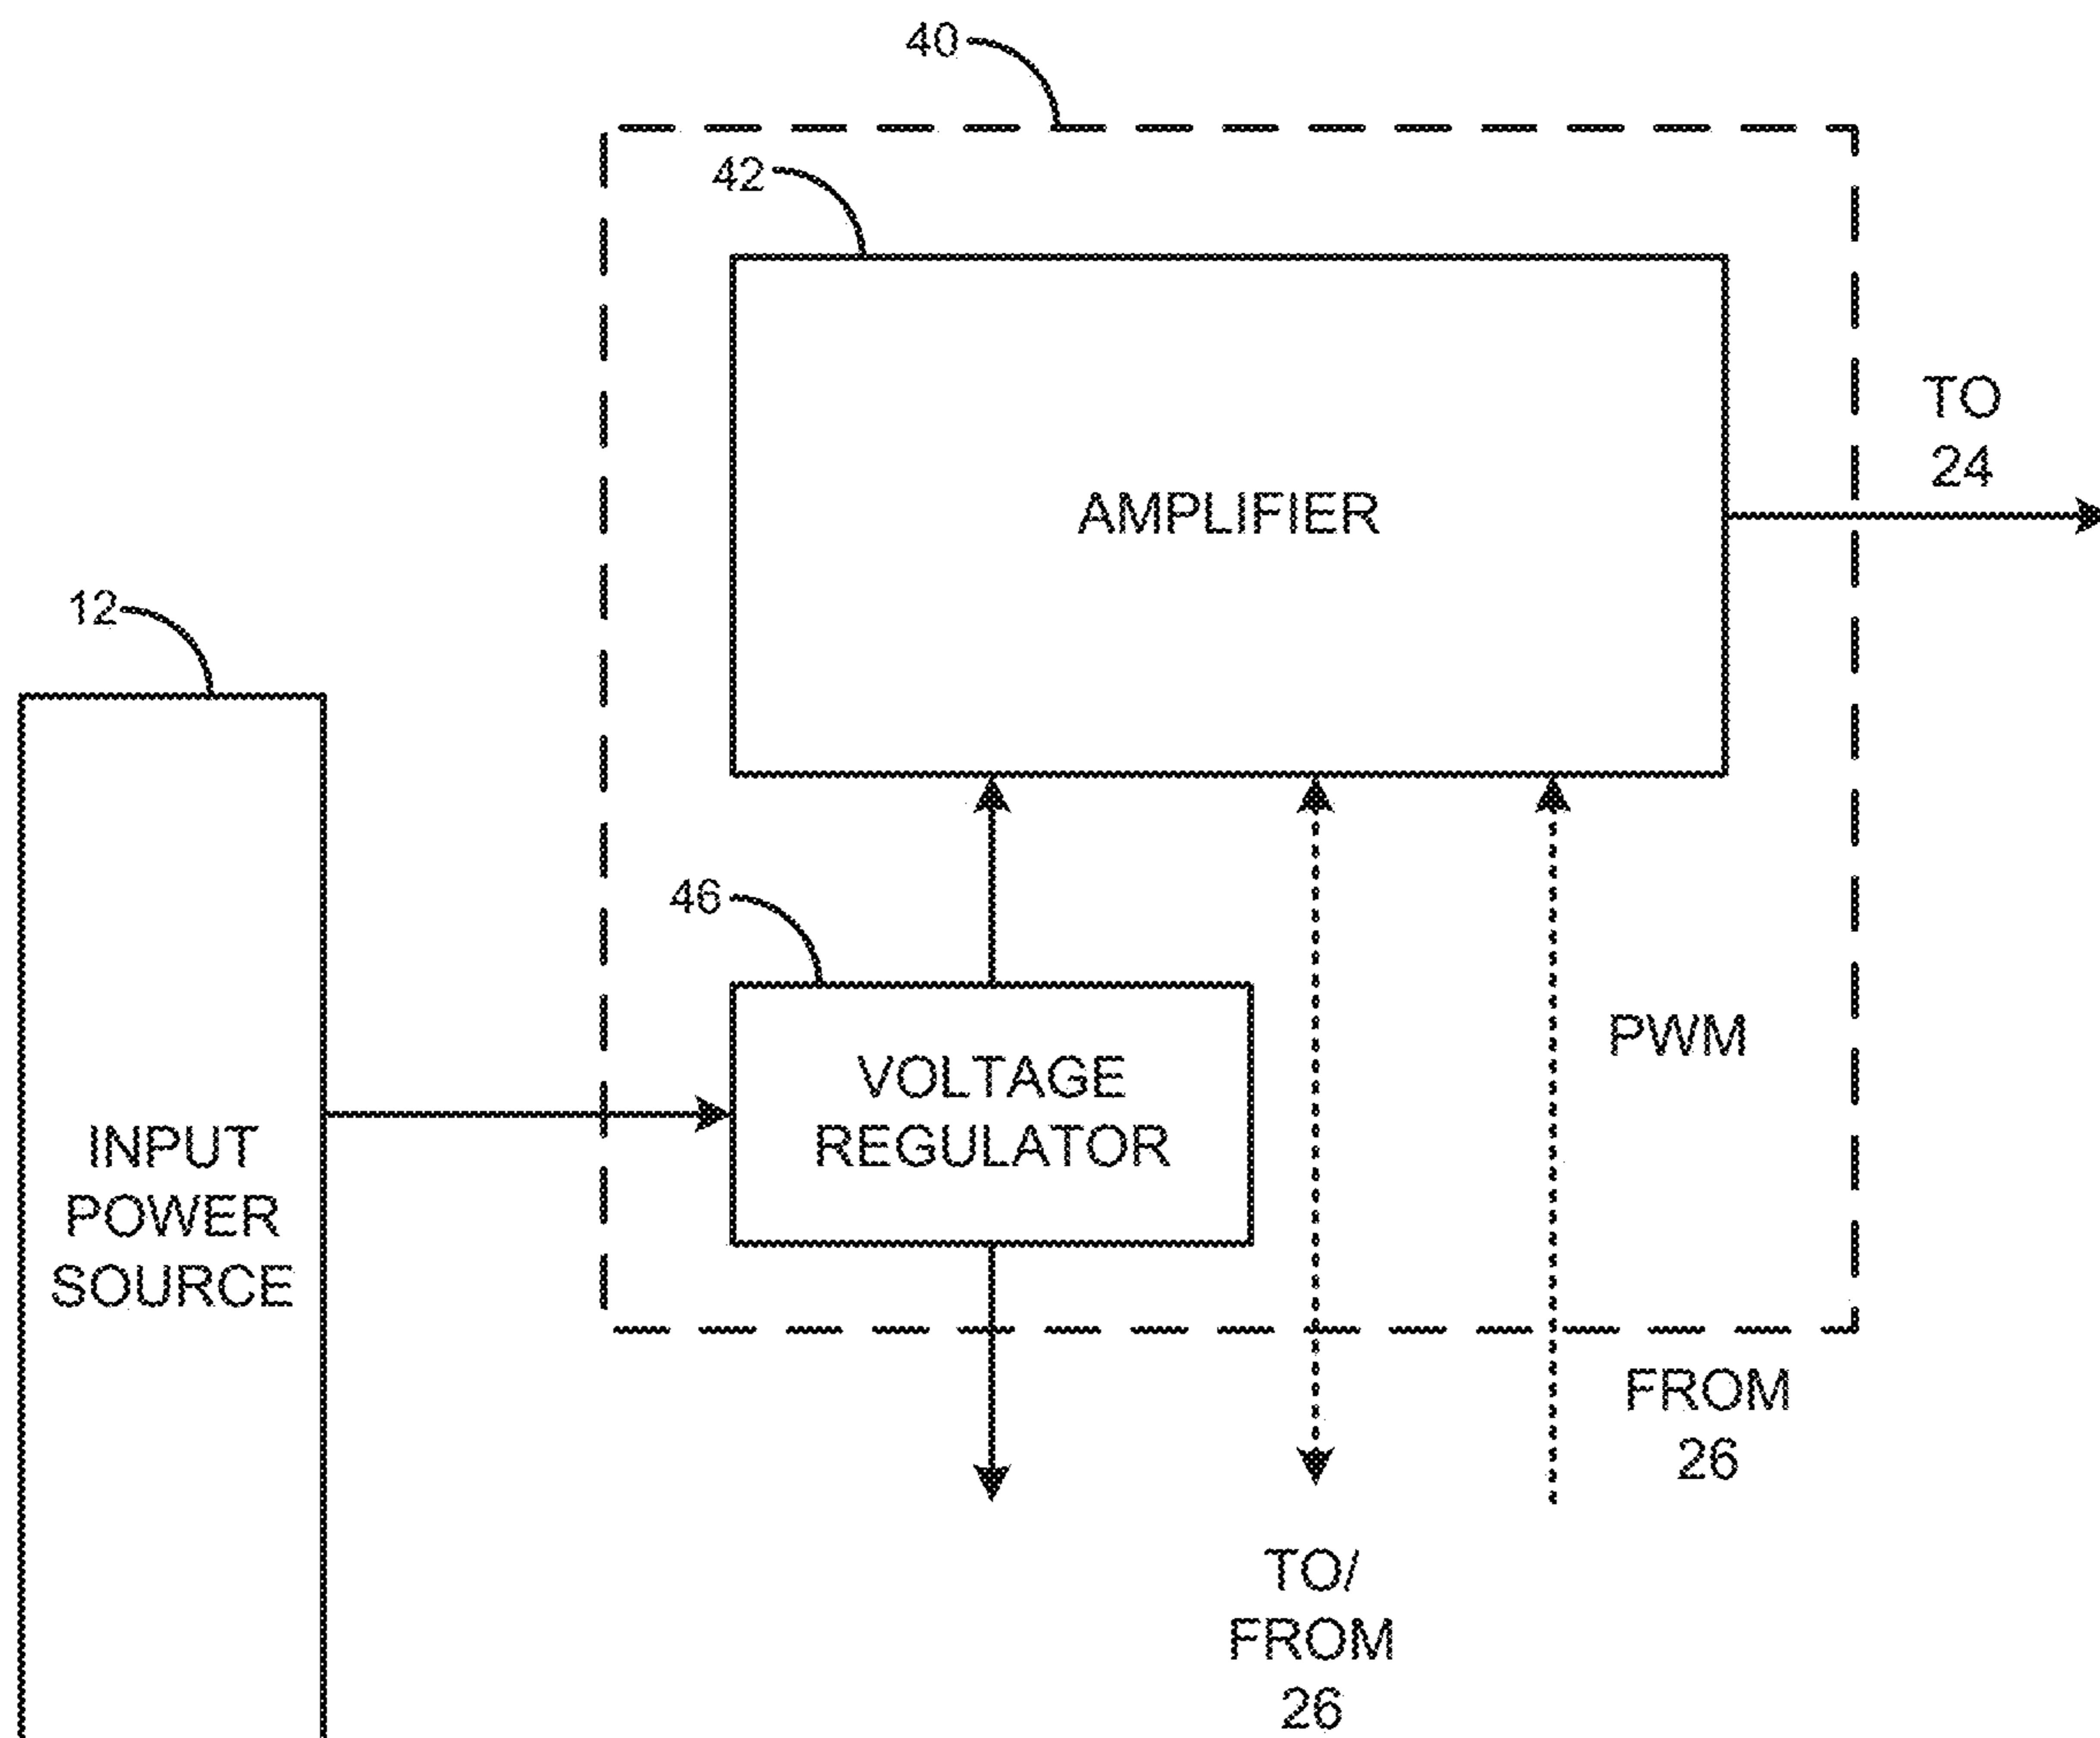 40
42
AMPLIFIER
TO
24
12
46
VOLTAGE
REGULATOR
PWM
INPUT
POWER
SOURCE
FROM
26
TO/
FROM
26